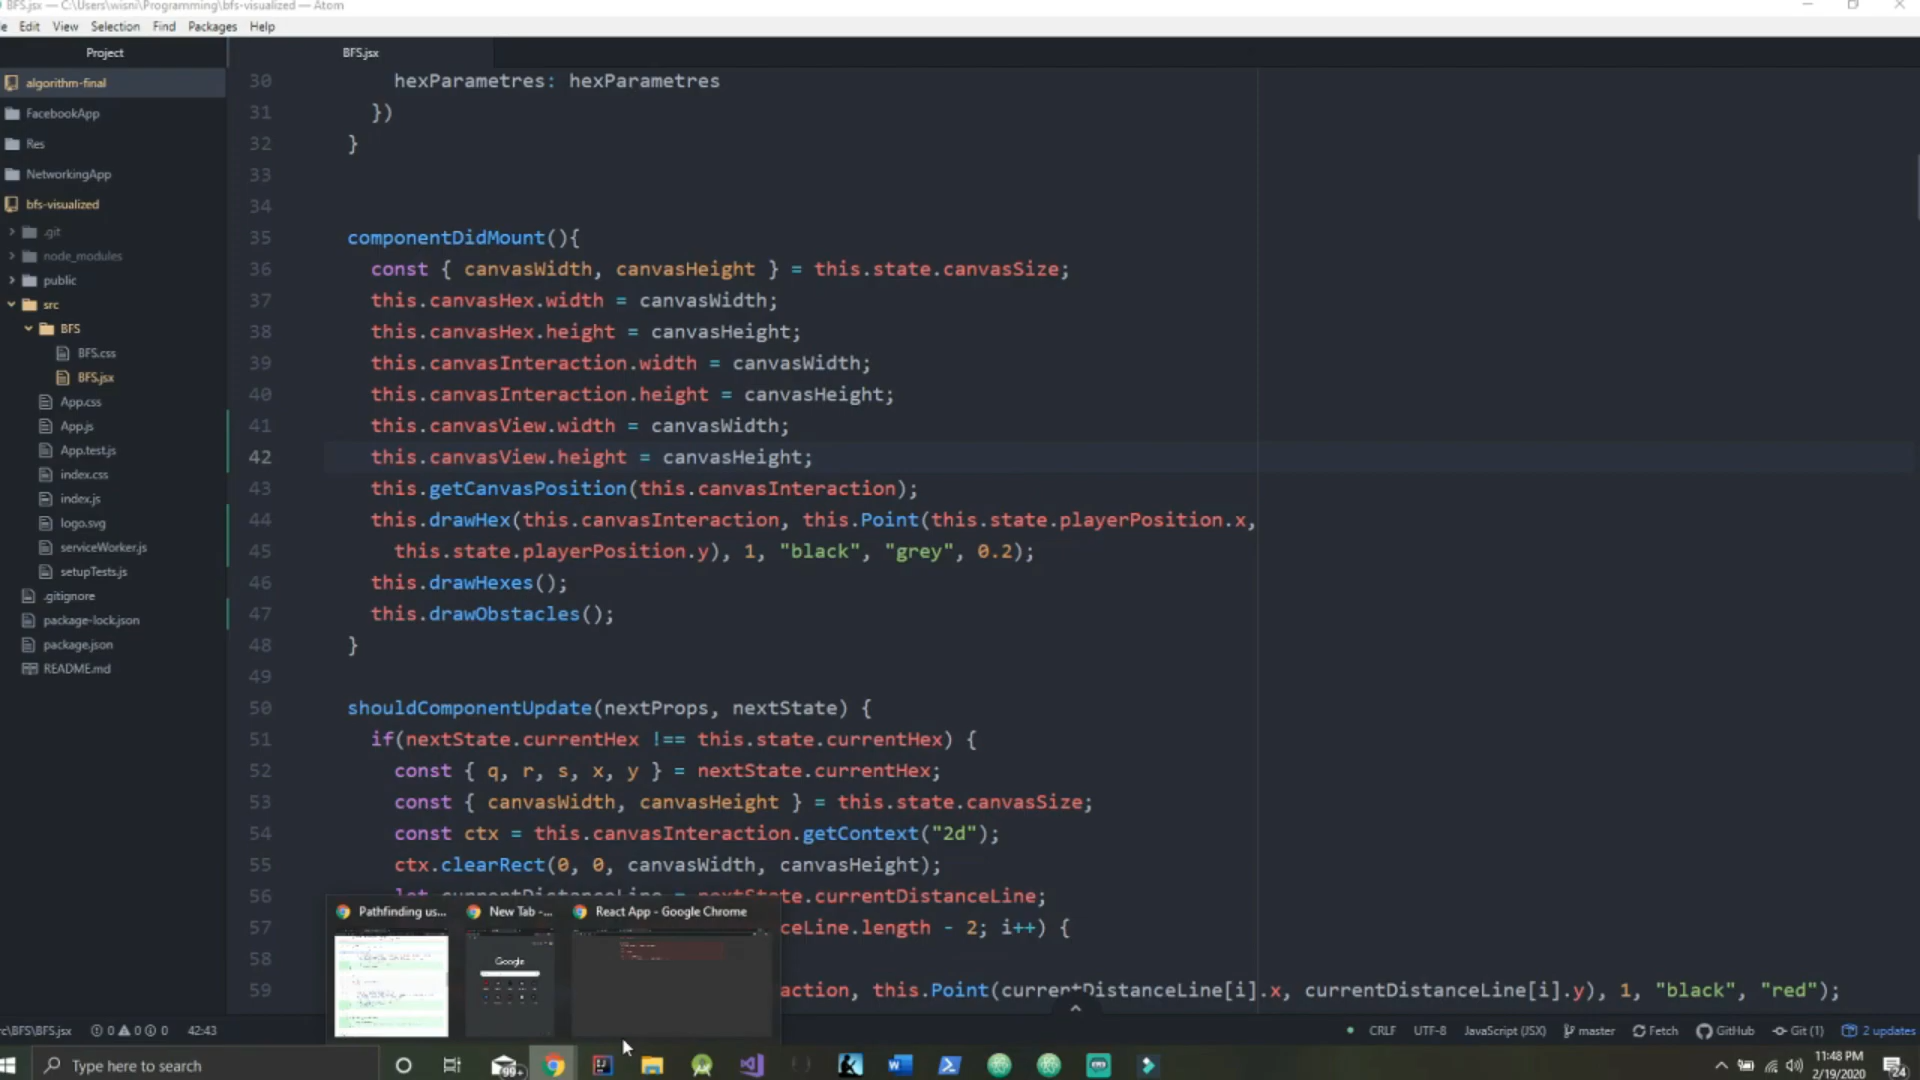 BFS.jsx — C:\Users\wisni\Programming\bfs-visualized — Atom
Edit View Selection Find Packages Help
Project
BFS.jsx
algorithm-final
FacebookApp
Res
NetworkingApp
bfs-visualized
.git
node_modules
public
src
BFS
BFS.css
BFS.jsx
App.css
App.js
App.test.js
index.css
index.js
logo.svg
serviceWorker.js
setupTests.js
.gitignore
package-lock.json
package.json
README.md
30 hexParametres: hexParametres
31 })
32 }
33
34
35 componentDidMount(){
36 const { canvasWidth, canvasHeight } = this.state.canvasSize;
37 this.canvasHex.width = canvasWidth;
38 this.canvasHex.height = canvasHeight;
39 this.canvasInteraction.width = canvasWidth;
40 this.canvasInteraction.height = canvasHeight;
41 this.canvasView.width = canvasWidth;
42 this.canvasView.height = canvasHeight;
43 this.getCanvasPosition(this.canvasInteraction);
44 this.drawHex(this.canvasInteraction, this.Point(this.state.playerPosition.x,
45 this.state.playerPosition.y), 1, "black", "grey", 0.2);
46 this.drawHexes();
47 this.drawObstacles();
48 }
49
50 shouldComponentUpdate(nextProps, nextState) {
51 if(nextState.currentHex !== this.state.currentHex) {
52 const { q, r, s, x, y } = nextState.currentHex;
53 const { canvasWidth, canvasHeight } = this.state.canvasSize;
54 const ctx = this.canvasInteraction.getContext("2d");
55 ctx.clearRect(0, 0, canvasWidth, canvasHeight);
56 let currentDistanceLine = nextState.currentDistanceLine;
57 ceLine.length - 2; i++) {
58
59 action, this.Point(currentDistanceLine[i].x, currentDistanceLine[i].y), 1, "black", "red");
Pathfinding us... New Tab -... React App - Google Chrome
Google
c\BFS\BFS.jsx 0 0 0 42:43
CRLF UTF-8 JavaScript (JSX) master Fetch GitHub Git (1) 2 updates
Type here to search
99+
11:48 PM
2/19/2020
24